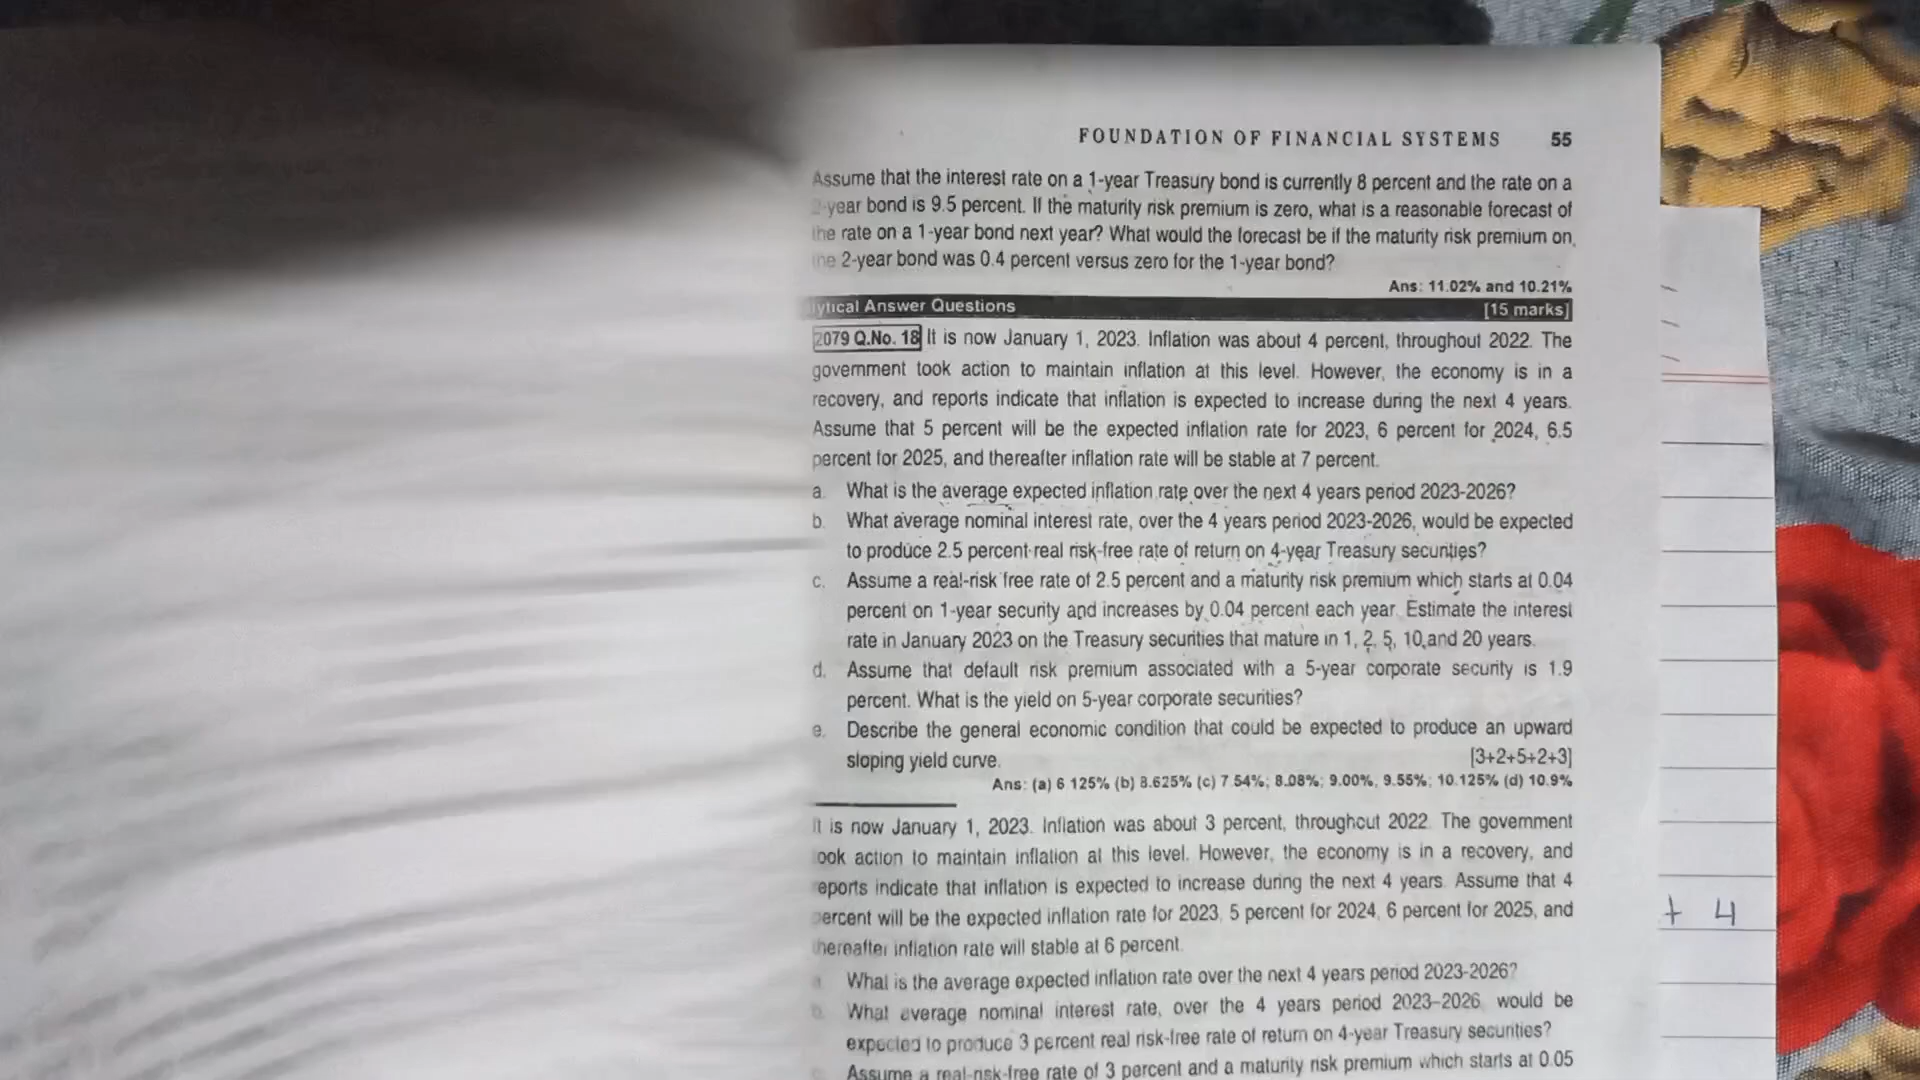 FOUNDATION OF FINANCIAL SYSTEMS 55
Assume that the interest rate on a 1-year Treasury bond is currently 8 percent and the rate on a
2-year bond is 9.5 percent. If the maturity risk premium is zero, what is a reasonable forecast of
the rate on a 1-year bond next year? What would the forecast be if the maturity risk premium on
the 2-year bond was 0.4 percent versus zero for the 1-year bond?
Ans: 11.02% and 10.21%
lytical Answer Questions [15 marks]
2079 Q.No. 18 It is now January 1, 2023. Inflation was about 4 percent, throughout 2022. The
government took action to maintain inflation at this level. However, the economy is in a
recovery, and reports indicate that inflation is expected to increase during the next 4 years.
Assume that 5 percent will be the expected inflation rate for 2023, 6 percent for 2024, 6.5
percent for 2025, and thereafter inflation rate will be stable at 7 percent.
a. What is the average expected inflation rate over the next 4 years period 2023-2026?
b. What average nominal interest rate, over the 4 years period 2023-2026, would be expected
to produce 2.5 percent real risk-free rate of return on 4-year Treasury securities?
c. Assume a real-risk free rate of 2.5 percent and a maturity risk premium which starts at 0.04
percent on 1-year security and increases by 0.04 percent each year. Estimate the interest
rate in January 2023 on the Treasury securities that mature in 1, 2, 5, 10 and 20 years.
d. Assume that default risk premium associated with a 5-year corporate security is 1.9
percent. What is the yield on 5-year corporate securities?
e. Describe the general economic condition that could be expected to produce an upward
sloping yield curve. [3+2+5+2+3]
Ans: (a) 6.125% (b) 8.625% (c) 7.54%; 8.08%; 9.00%, 9.55%; 10.125% (d) 10.9%
It is now January 1, 2023. Inflation was about 3 percent, throughout 2022. The government
ook action to maintain inflation at this level. However, the economy is in a recovery, and
eports indicate that inflation is expected to increase during the next 4 years. Assume that 4
percent will be the expected inflation rate for 2023, 5 percent for 2024, 6 percent for 2025, and
hereafter inflation rate will stable at 6 percent.
What is the average expected inflation rate over the next 4 years period 2023-2026?
b. What average nominal interest rate, over the 4 years period 2023–2026, would be
expected to produce 3 percent real risk-free rate of return on 4-year Treasury securities?
Assume a real-risk-free rate of 3 percent and a maturity risk premium which starts at 0.05
+ 4